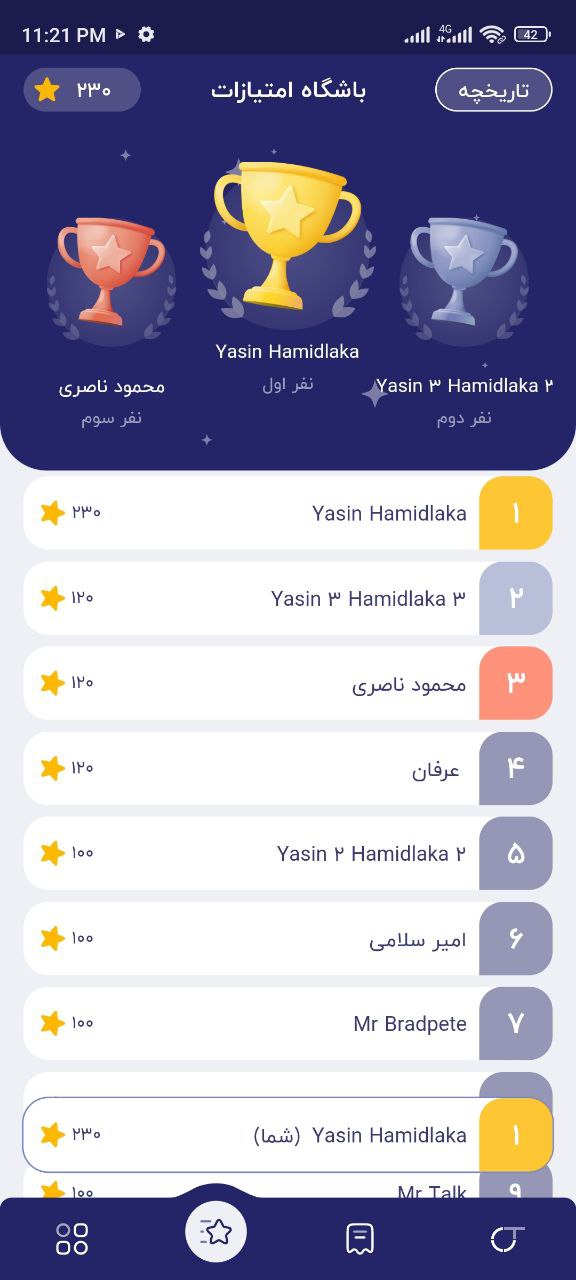 11:21 PM 4G 42
تاریخچه
باشگاه امتیازات
۲۳۰
Yasin Hamidlaka
نفر اول
Yasin ۳ Hamidlaka ۳
نفر دوم
محمود ناصری
نفر سوم
۱ Yasin Hamidlaka ۲۳۰
۲ Yasin ۳ Hamidlaka ۳ ۱۲۰
۳ محمود ناصری ۱۲۰
۴ عرفان ۱۲۰
۵ Yasin ۲ Hamidlaka ۲ ۱۰۰
۶ امیر سلامی ۱۰۰
۷ Mr Bradpete ۱۰۰
۱ Yasin Hamidlaka (شما) ۲۳۰
۹ Mr Talk ۱۰۰